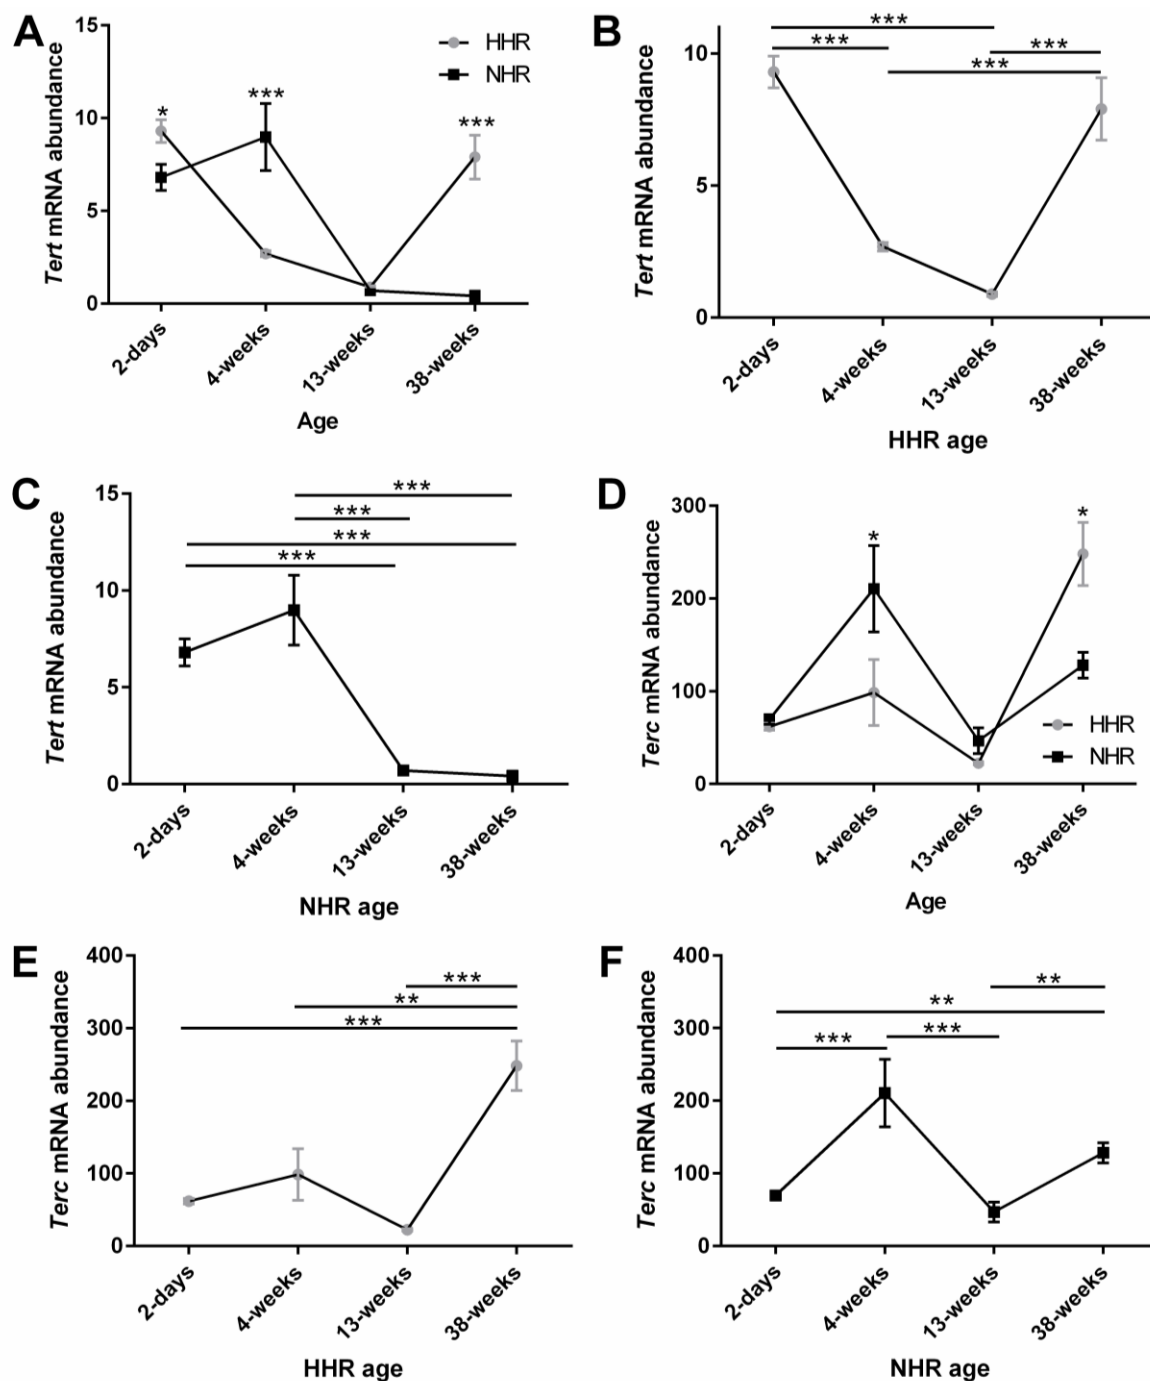 A
Tert mRNA abundance
15
10
5
0
HHR
NHR
*
***
***
2-days
4-weeks
13-weeks
38-weeks
Age
B
Tert mRNA abundance
10
5
0
***
***
***
***
2-days
4-weeks
13-weeks
38-weeks
HHR age
C
Tert mRNA abundance
15
10
5
0
***
***
***
***
2-days
4-weeks
13-weeks
38-weeks
NHR age
D
Terc mRNA abundance
300
200
100
0
*
*
HHR
NHR
2-days
4-weeks
13-weeks
38-weeks
Age
E
Terc mRNA abundance
400
300
200
100
0
***
**
***
2-days
4-weeks
13-weeks
38-weeks
HHR age
F
Terc mRNA abundance
400
300
200
100
0
**
**
***
***
2-days
4-weeks
13-weeks
38-weeks
NHR age